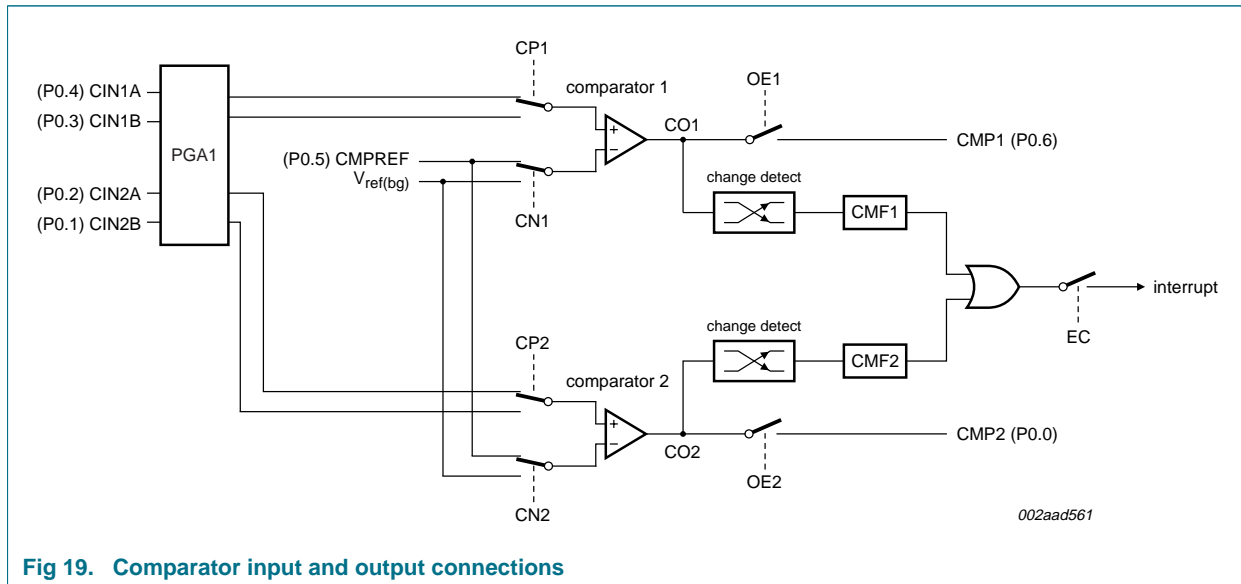 CP1
comparator 1
OE1
(P0.4) CIN1A
(P0.3) CIN1B
PGA1
CO1
CMP1 (P0.6)
(P0.5) CMPREF
Vref(bg)
change detect
(P0.2) CIN2A
(P0.1) CIN2B
CN1
CMF1
interrupt
EC
change detect
CP2
comparator 2
CMF2
CO2
CMP2 (P0.0)
OE2
CN2
002aad561
Fig 19. Comparator input and output connections